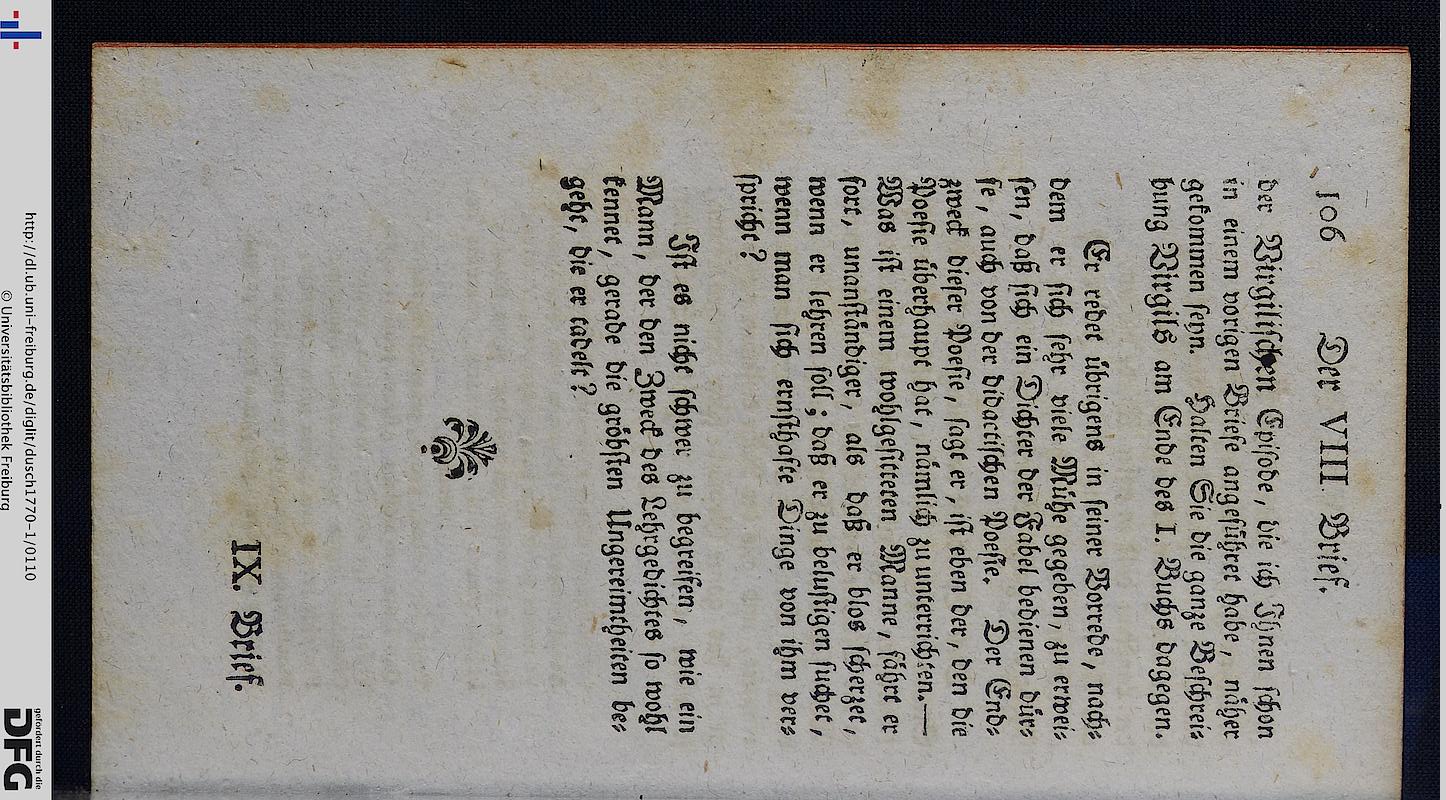 106 Der VIII. Brief.
der Virgilischen Episode, die ich Ihnen schon
in einem vorigen Briefe angeführet habe, näher
gekommen seyn. Halten Sie die ganze Beschrei-
bung Virgils am Ende des I. Buchs dagegen.
Er redet übrigens in seiner Vorrede, nach-
dem er sich sehr viele Mühe gegeben, zu erwei-
sen, daß sich ein Dichter der Fabel bedienen dür-
fe, auch von der didactischen Poesie. Der End-
zweck dieser Poesie, sagt er, ist eben der, den die
Poesie überhaupt hat, nämlich zu unterrichten.—
Was ist einem wohlgesitteten Manne, fährt er
fort, unanständiger, als daß er blos scherzet,
wenn er lehren soll; daß er zu belustigen suchet,
wenn man sich ernsthafte Dinge von ihm ver-
spricht?
Ist es nicht schwer zu begreifen, wie ein
Mann, der den Zweck des Lehrgedichtes so wohl
kennet, gerade die größten Ungereimtheiten be-
geht, die er tadelt?
IX. Brief.
http://dl.ub.uni-freiburg.de/diglit/dusch1770-1/0110
© Universitätsbibliothek Freiburg
gefördert durch die
DFG